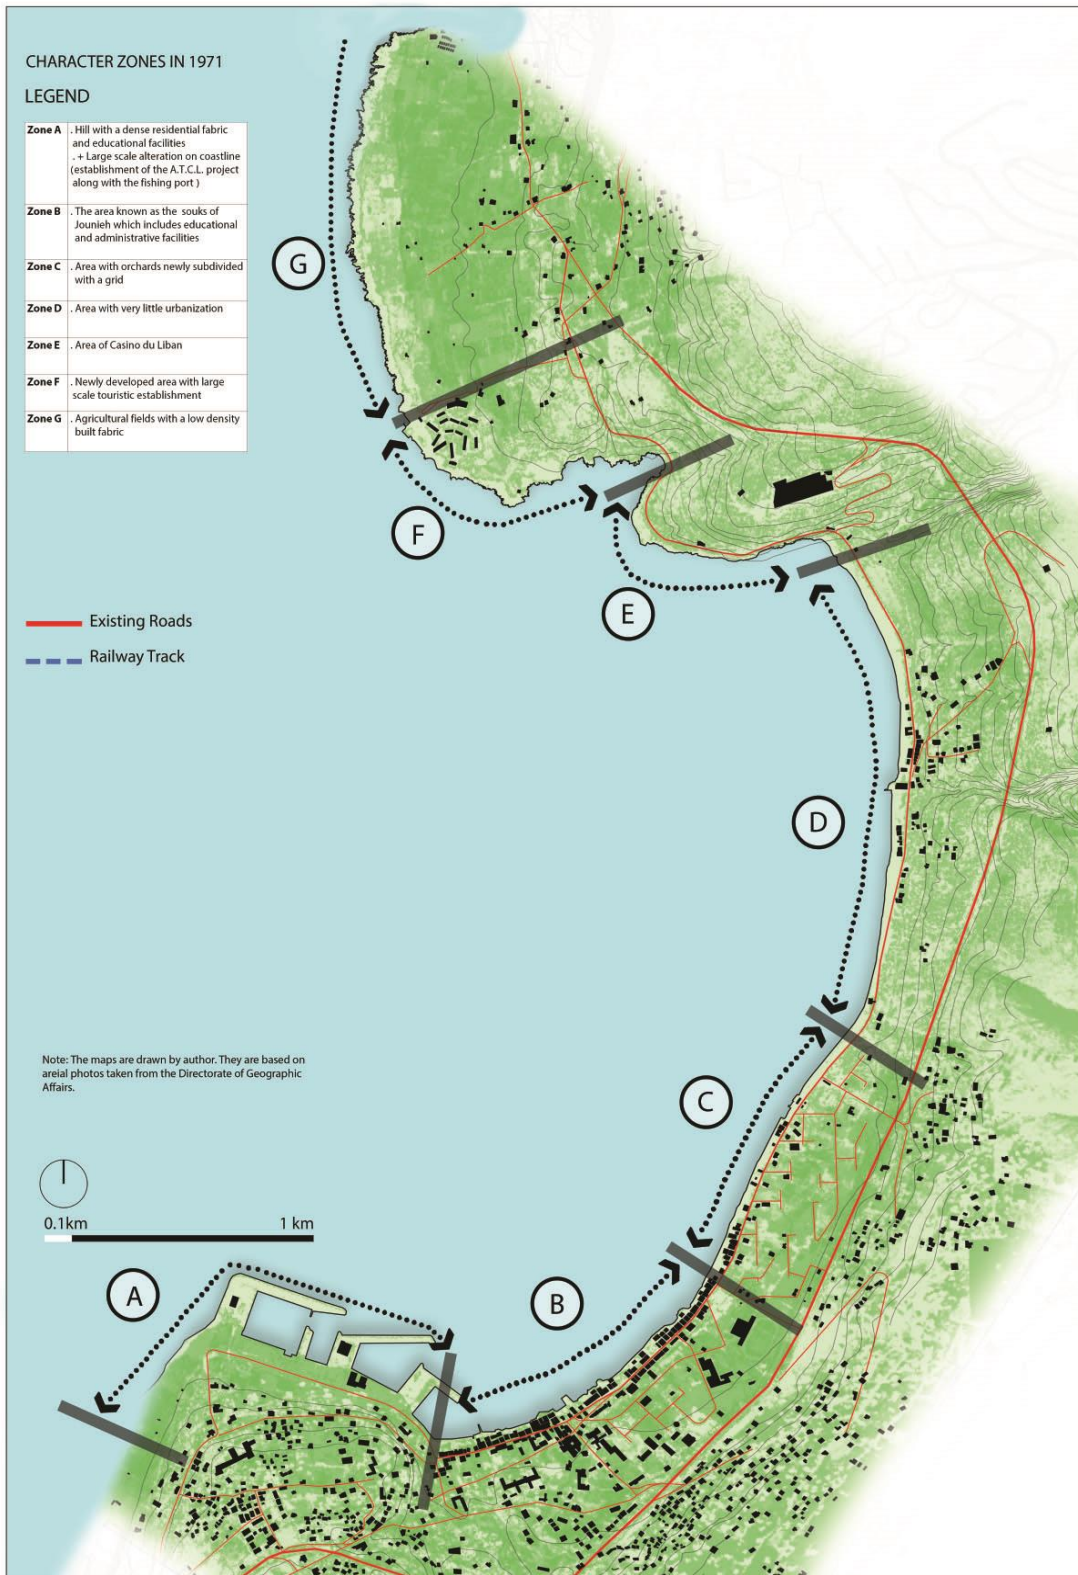 CHARACTER ZONES IN 1971
LEGEND
Zone A . Hill with a dense residential fabric
and educational facilities
. + Large scale alteration on coastline
(establishment of the A.T.C.L. project
along with the fishing port )
Zone B . The area known as the souks of
Jounieh which includes educational
and administrative facilities
Zone C . Area with orchards newly subdivided
with a grid
Zone D . Area with very little urbanization
Zone E . Area of Casino du Liban
Zone F . Newly developed area with large
scale touristic establishment
Zone G . Agricultural fields with a low density
built fabric
G
F
E
Existing Roads
Railway Track
D
Note: The maps are drawn by author. They are based on
areial photos taken from the Directorate of Geographic
Affairs.
C
0.1km 1 km
A
B